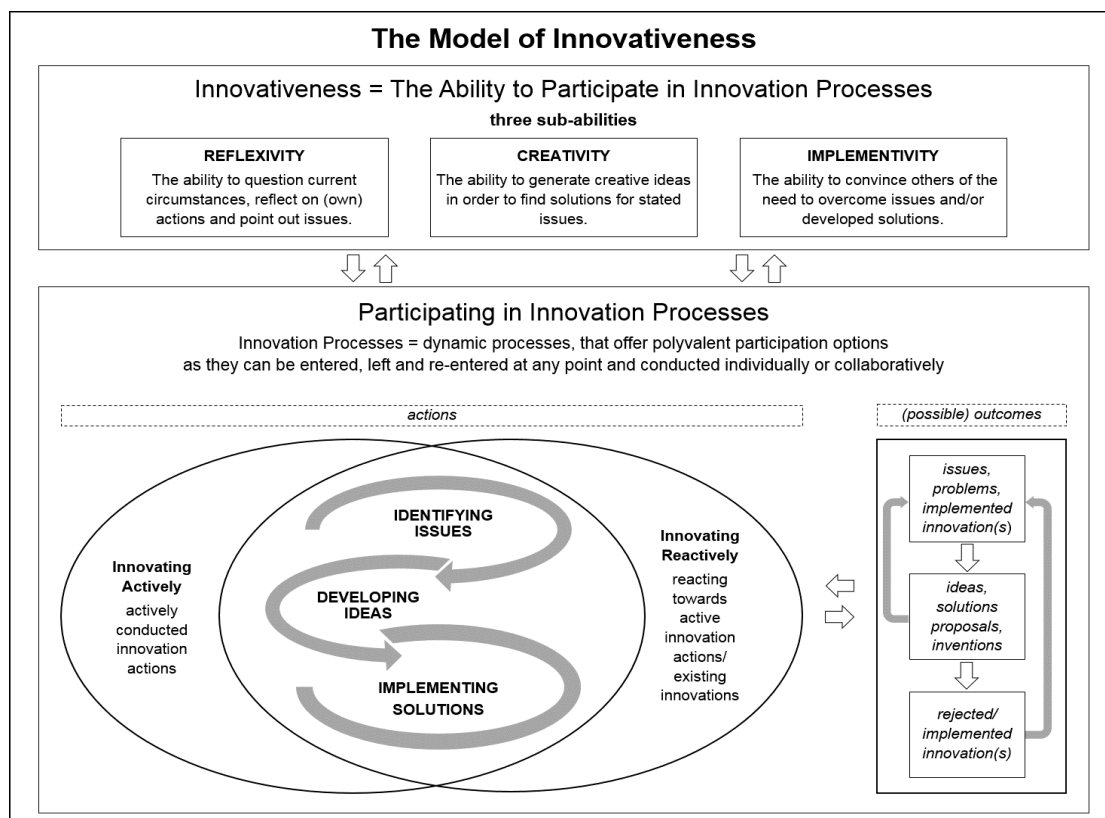 The Model of Innovativeness
Innovativeness = The Ability to Participate in Innovation Processes
three sub-abilities
REFLEXIVITY
The ability to question current
circumstances, reflect on (own)
actions and point out issues.
CREATIVITY
The ability to generate creative ideas
in order to find solutions for stated
issues.
IMPLEMENTIVITY
The ability to convince others of the
need to overcome issues and/or
developed solutions.
Participating in Innovation Processes
Innovation Processes = dynamic processes, that offer polyvalent participation options
as they can be entered, left and re-entered at any point and conducted individually or collaboratively
actions
Innovating
Actively
actively
conducted
innovation
actions
IDENTIFYING
ISSUES
DEVELOPING
IDEAS
IMPLEMENTING
SOLUTIONS
Innovating
Reactively
reacting
towards
active
innovation
actions/
existing
innovations
(possible) outcomes
issues,
problems,
implemented
innovation(s)
ideas,
solutions
proposals,
inventions
rejected/
implemented
innovation(s)